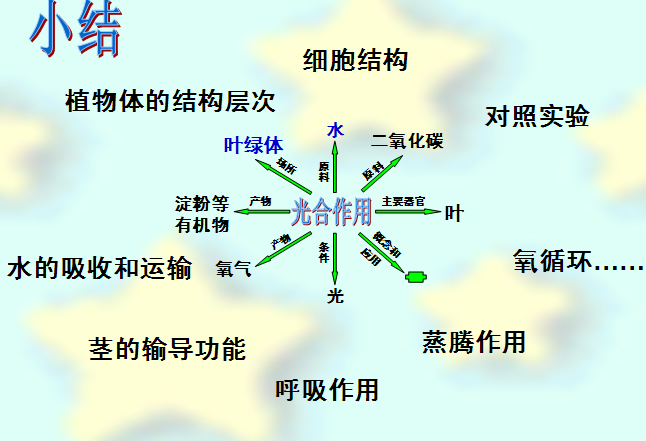 小结
细胞结构
植物体的结构层次
对照实验
水
叶绿体
二氧化碳
场所
原料
原料
淀粉等
有机物
产物
光合作用
主要器官
叶
产物
条件
概念和
应用
水的吸收和运输
氧气
氧循环......
光
茎的输导功能
蒸腾作用
呼吸作用